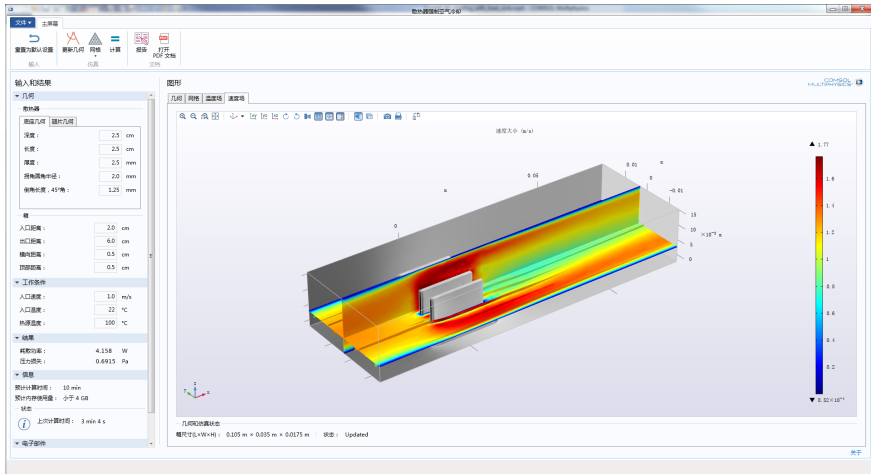 散热器强制空气冷却
文件 主屏幕
重置为默认设置 更新几何 网格 计算 报告 打开 PDF 文档
输入 仿真 文档
输入和结果
几何
散热器
底座几何 翅片几何
深度： 2.5 cm
长度： 2.5 cm
厚度： 2.5 mm
拐角圆角半径： 2.0 mm
倒角长度，45°角： 1.25 mm
入口距离： 2.0 cm
出口距离： 6.0 cm
横向距离： 0.5 cm
顶部距离： 0.5 cm
工作条件
入口速度： 1.0 m/s
入口温度： 22 °C
热源温度： 100 °C
结果
耗散功率： 4.158 W
压力损失： 0.6915 Pa
信息
预计计算时间： 10 min
预计内存使用量： 小于 4 GB
状态
上次计算时间： 3 min 4 s
电子部件
图形
COMSOL
MULTIPHYSICS
几何 网格 温度场 速度场
速度大小 (m/s)
▲ 1.77
1.6
1.4
1.2
1
0.8
0.6
0.4
0.2
0.01
m
0.05
0
m
-0.01
0
15
10
×10⁻³ m
5
0
y z x
几何和仿真状态
箱尺寸(L×W×H)： 0.105 m × 0.035 m × 0.0175 m 状态： Updated
关于